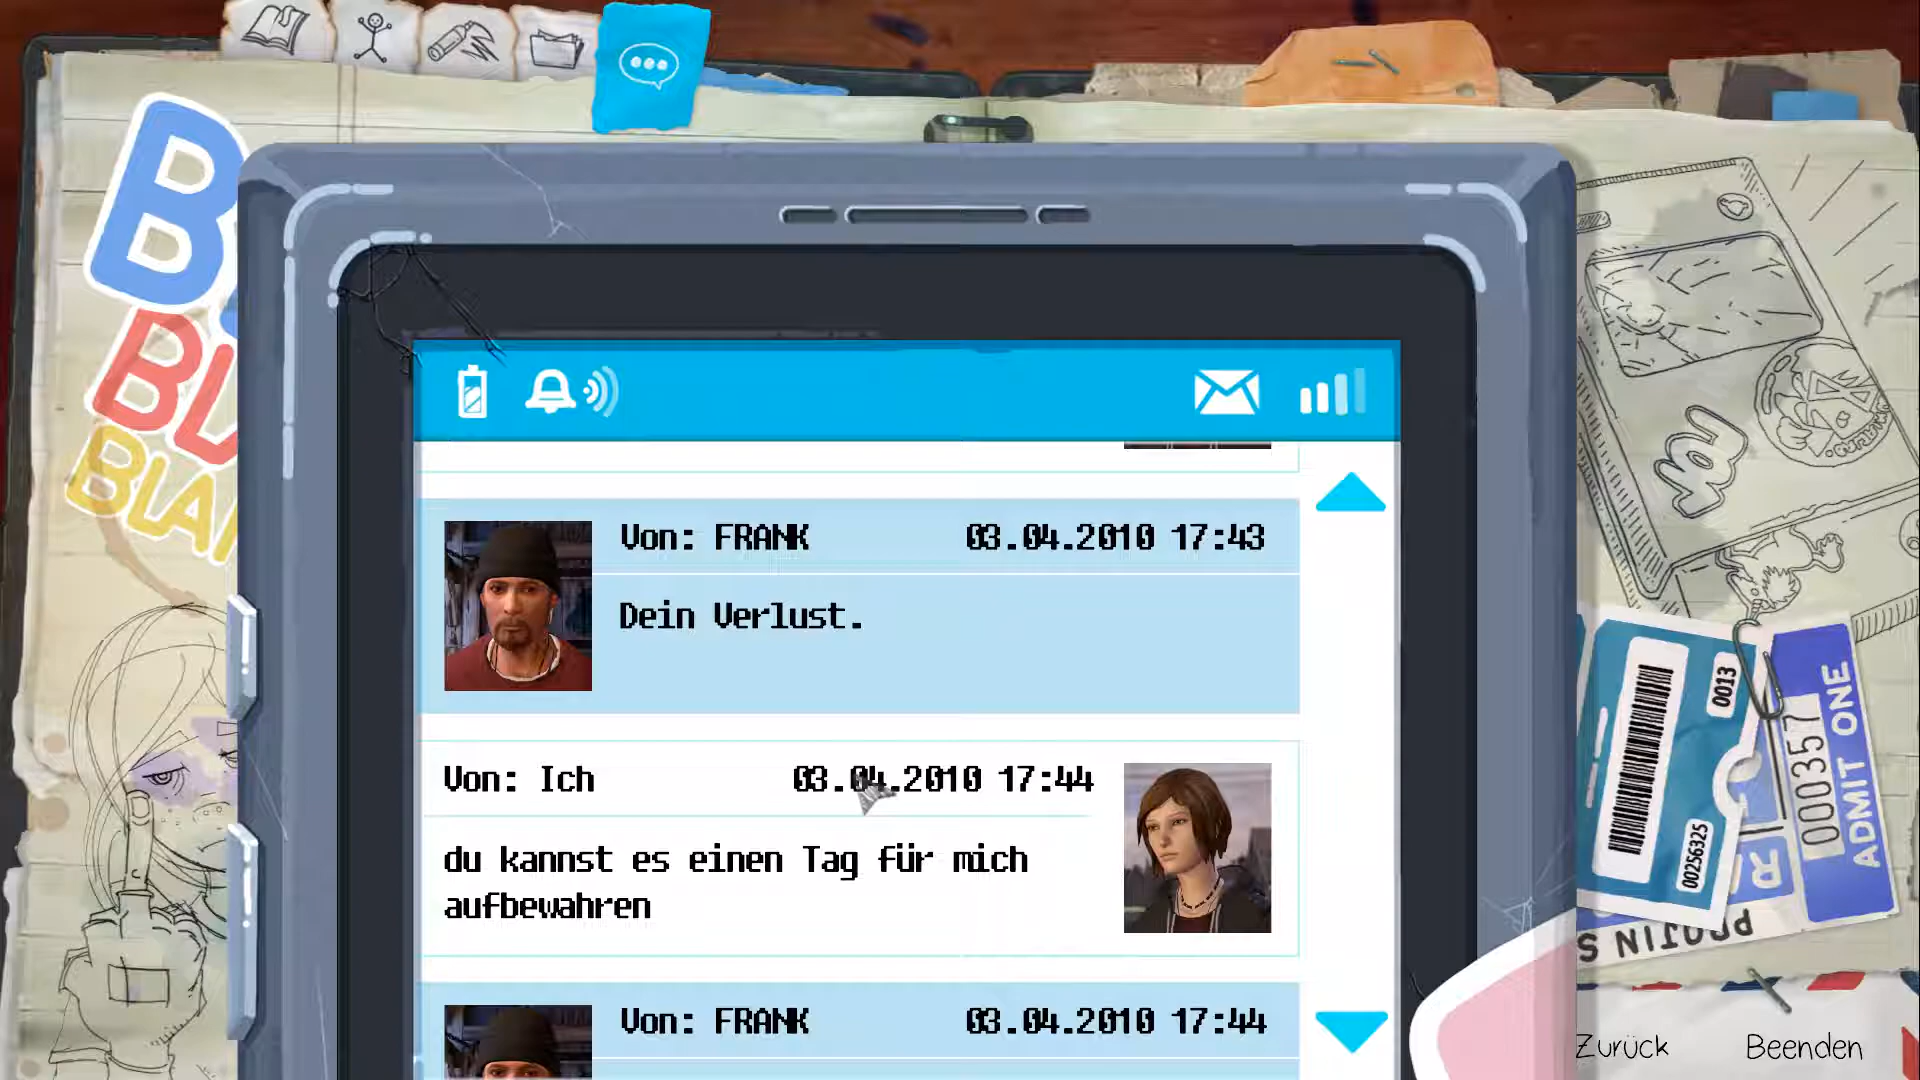 Von: FRANK 03.04.2010 17:43
Dein Verlust.
Von: Ich 03.04.2010 17:44
du kannst es einen Tag für mich
aufbewahren
Von: FRANK 03.04.2010 17:44
0013
00256325
000357
ADMIT ONE
Zurück
Beenden